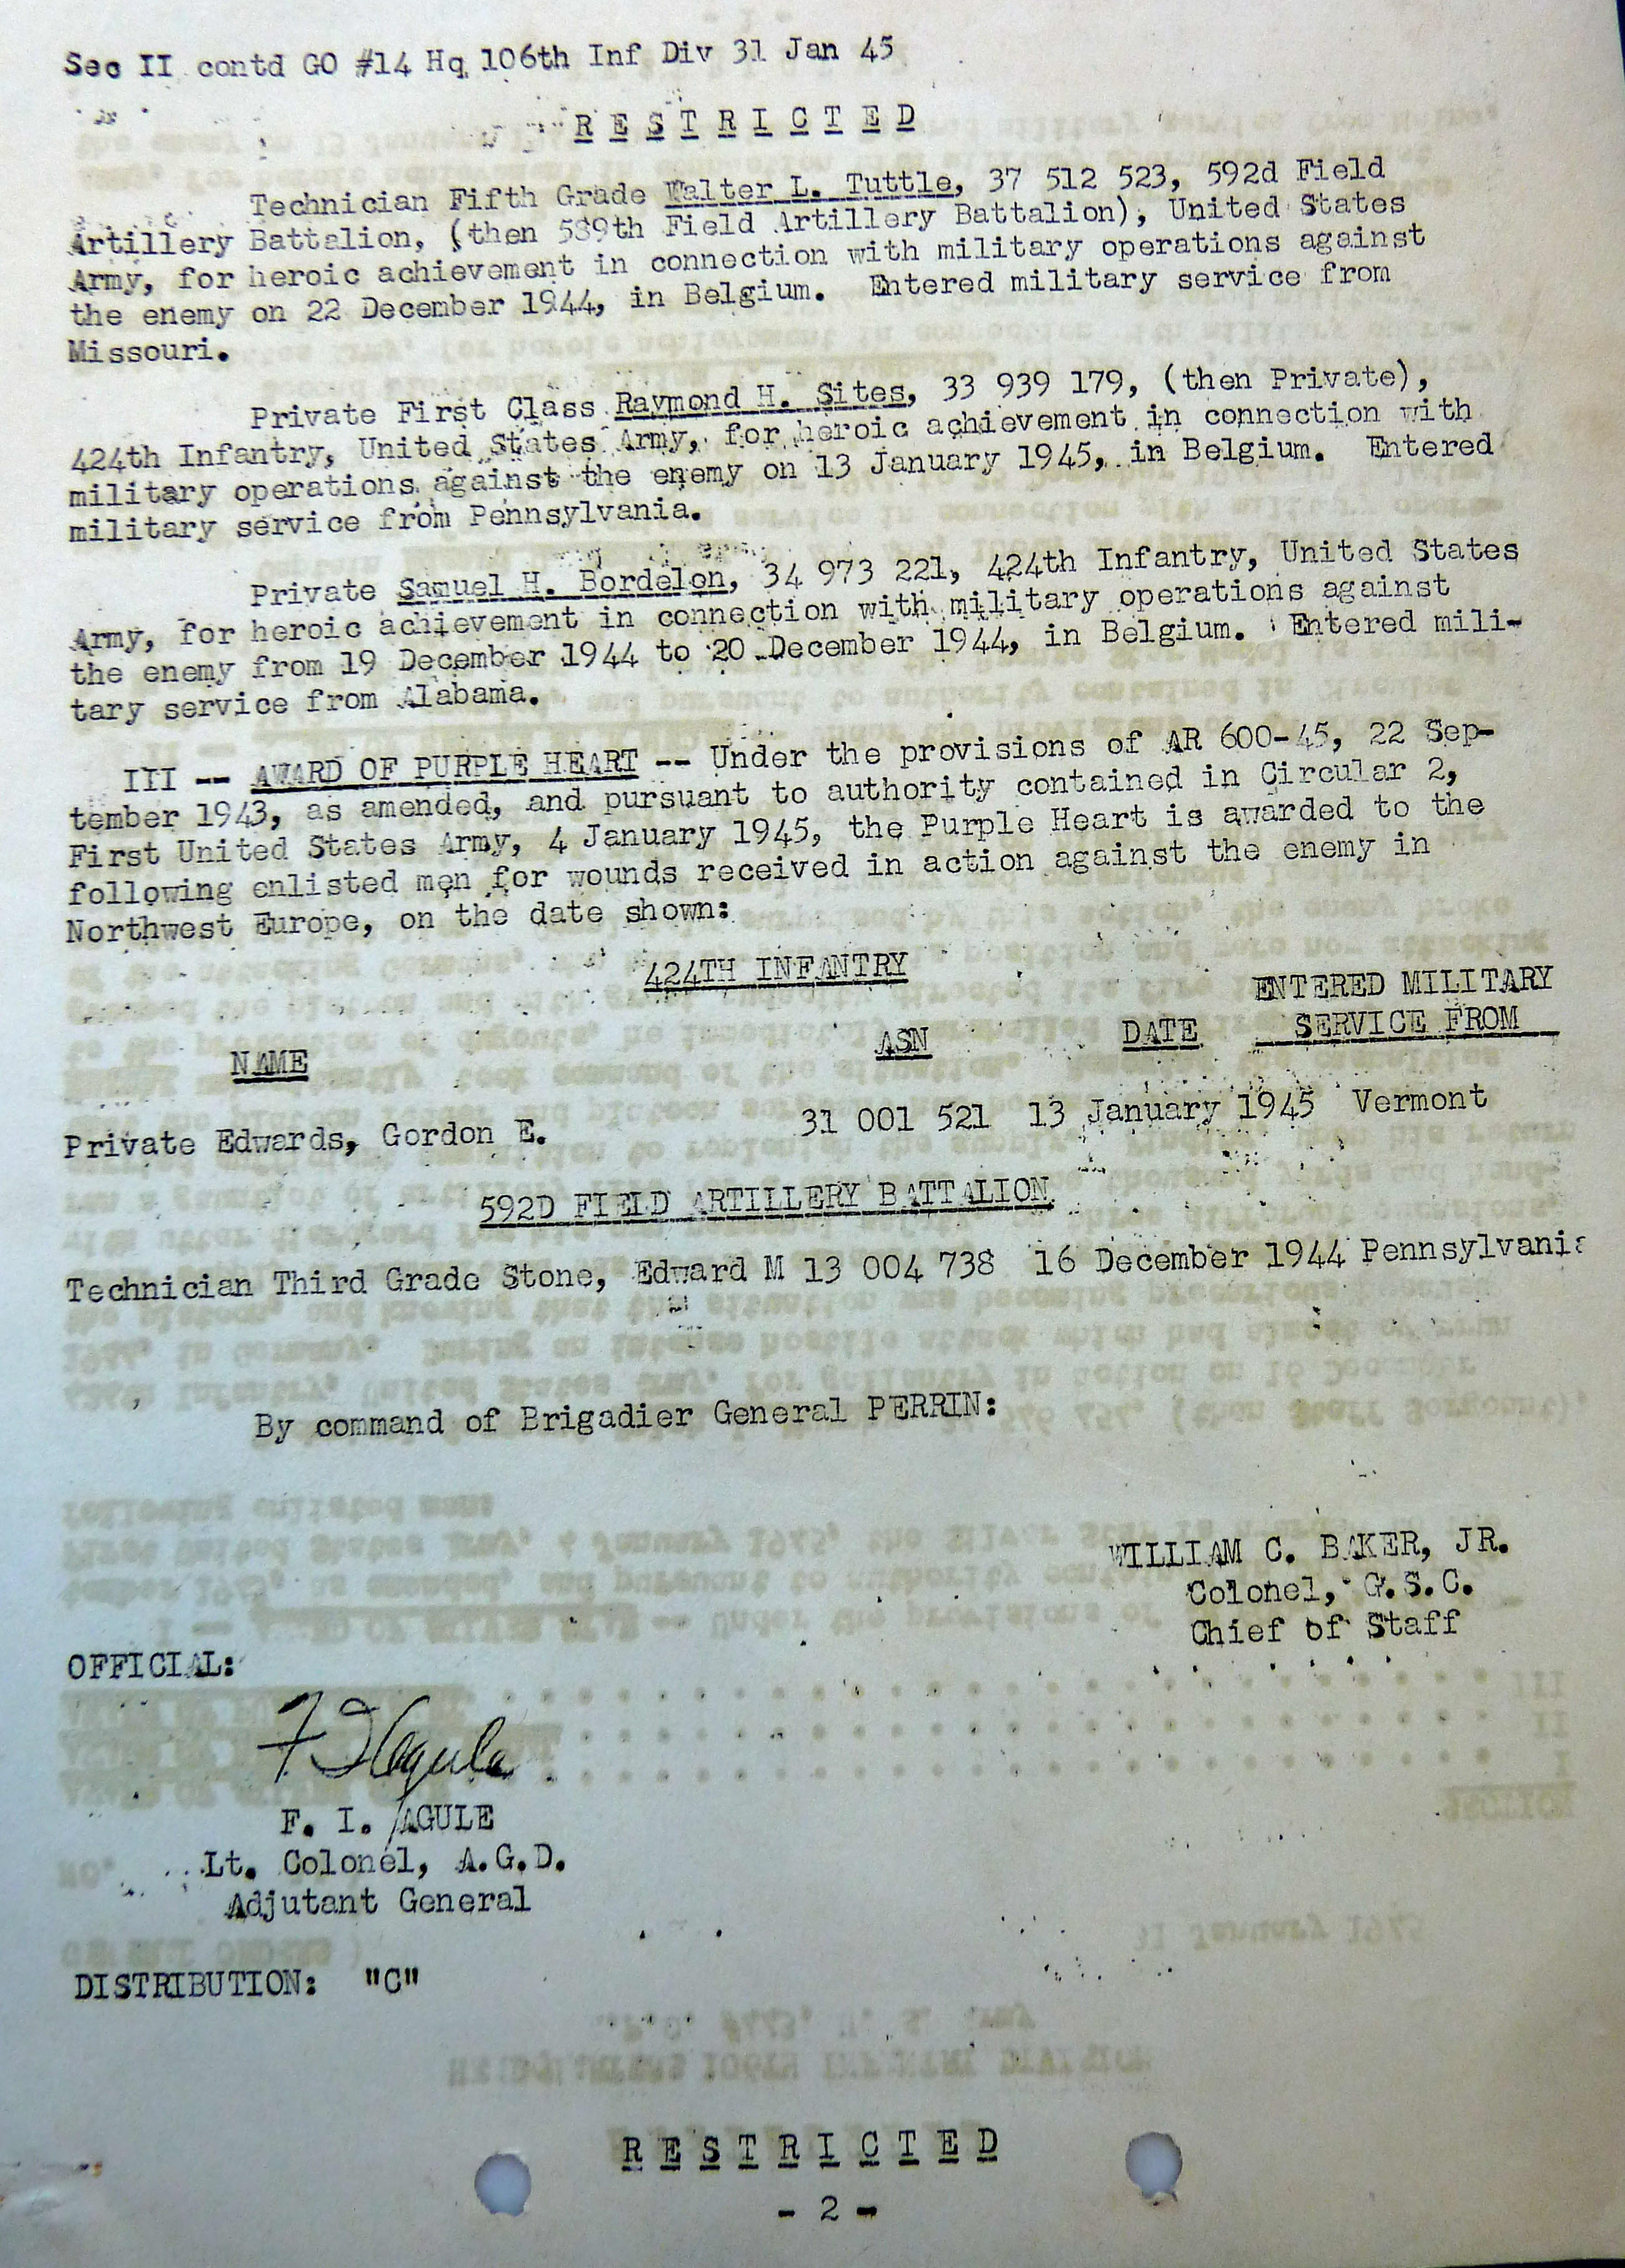 Sec II contd GO #14 Hq 106th Inf Div 31 Jan 45
R E S T R I C T E D
Technician Fifth Grade Walter L. Tuttle, 37 512 523, 592d Field
Artillery Battalion, (then 589th Field Artillery Battalion), United States
Army, for heroic achievement in connection with military operations against
the enemy on 22 December 1944, in Belgium. Entered military service from
Missouri.
Private First Class Raymond H. Sites, 33 939 179, (then Private),
424th Infantry, United States Army, for heroic achievement in connection with
military operations against the enemy on 13 January 1945, in Belgium. Entered
military service from Pennsylvania.
Private Samuel H. Bordelon, 34 973 221, 424th Infantry, United States
Army, for heroic achievement in connection with military operations against
the enemy from 19 December 1944 to 20 December 1944, in Belgium. Entered mili-
tary service from Alabama.
III -- AWARD OF PURPLE HEART -- Under the provisions of AR 600-45, 22 Sep-
tember 1943, as amended, and pursuant to authority contained in Circular 2,
First United States Army, 4 January 1945, the Purple Heart is awarded to the
following enlisted men for wounds received in action against the enemy in
Northwest Europe, on the date shown:
424TH INFANTRY
ENTERED MILITARY
NAME ASN DATE SERVICE FROM
Private Edwards, Gordon E. 31 001 521 13 January 1945 Vermont
592D FIELD ARTILLERY BATTALION
Technician Third Grade Stone, Edward M 13 004 738 16 December 1944 Pennsylvania
By command of Brigadier General PERRIN:
WILLIAM C. BAKER, JR.
Colonel, G.S.C.
Chief of Staff
OFFICIAL:
F I Agule
F. I. AGULE
Lt. Colonel, A.G.D.
Adjutant General
DISTRIBUTION: "C"
R E S T R I C T E D
- 2 -